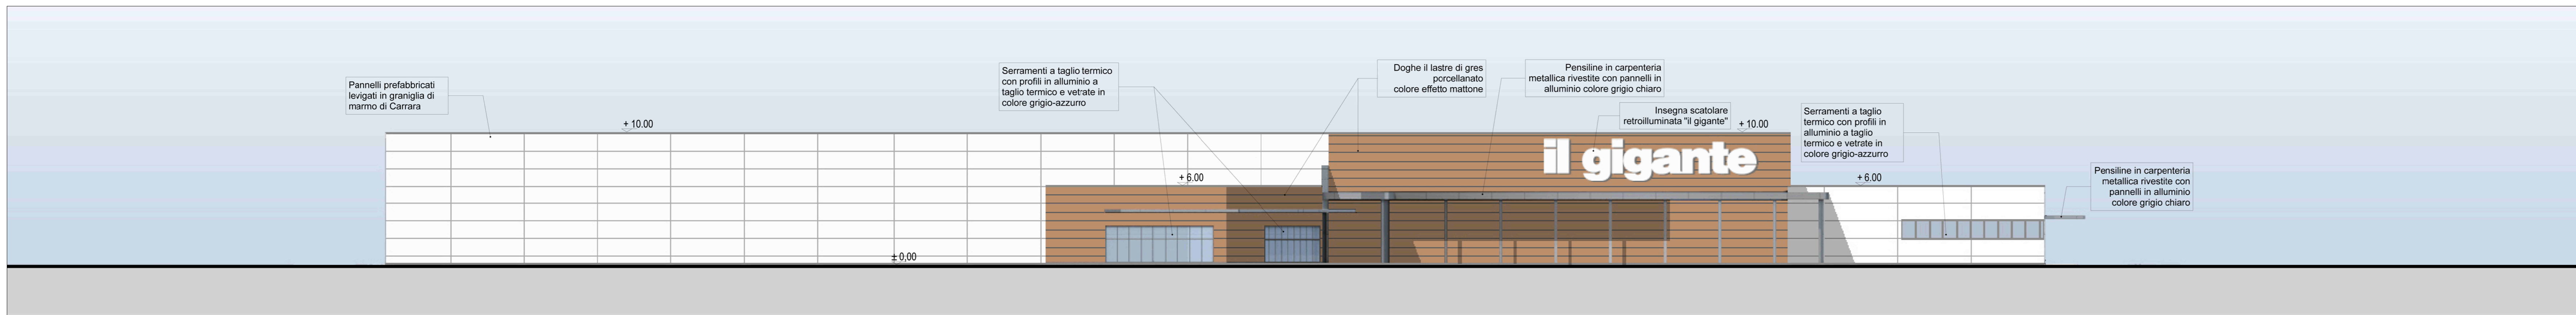 Pannelli prefabbricati
levigati in graniglia di
marmo di Carrara
+ 10.00
± 0,00
Serramenti a taglio termico
con profili in alluminio a
taglio termico e vetrate in
colore grigio-azzurro
+ 6.00
Doghe il lastre di gres
porcellanato
colore effetto mattone
Pensiline in carpenteria
metallica rivestite con pannelli in
alluminio colore grigio chiaro
Insegna scatolare
retroilluminata "il gigante"
+ 10.00
il gigante
Serramenti a taglio
termico con profili in
alluminio a taglio
termico e vetrate in
colore grigio-azzurro
+ 6.00
Pensiline in carpenteria
metallica rivestite con
pannelli in alluminio
colore grigio chiaro